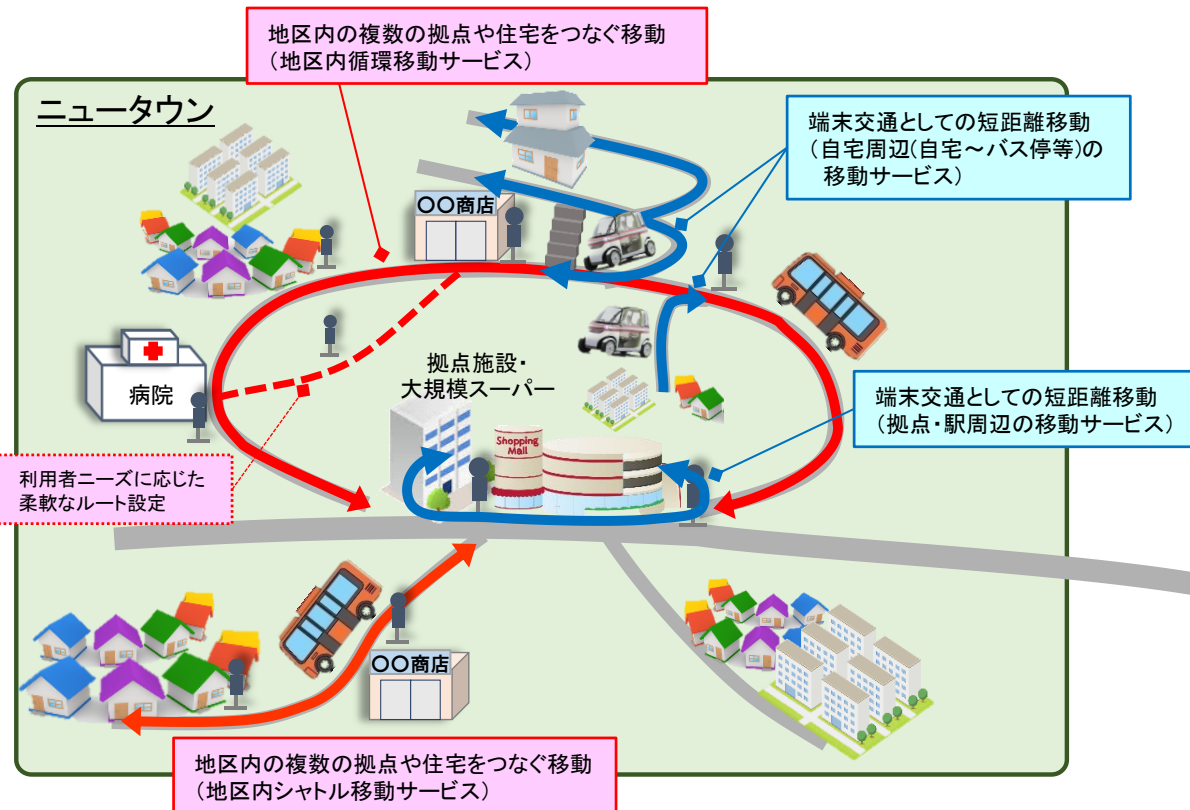 地区内の複数の拠点や住宅をつなぐ移動
（地区内循環移動サービス）
ニュータウン
端末交通としての短距離移動
（自宅周辺(自宅～バス停等)の
移動サービス）
〇〇商店
拠点施設・
大規模スーパー
病院
端末交通としての短距離移動
（拠点・駅周辺の移動サービス）
Shopping
Mall
利用者ニーズに応じた
柔軟なルート設定
〇〇商店
地区内の複数の拠点や住宅をつなぐ移動
（地区内シャトル移動サービス）